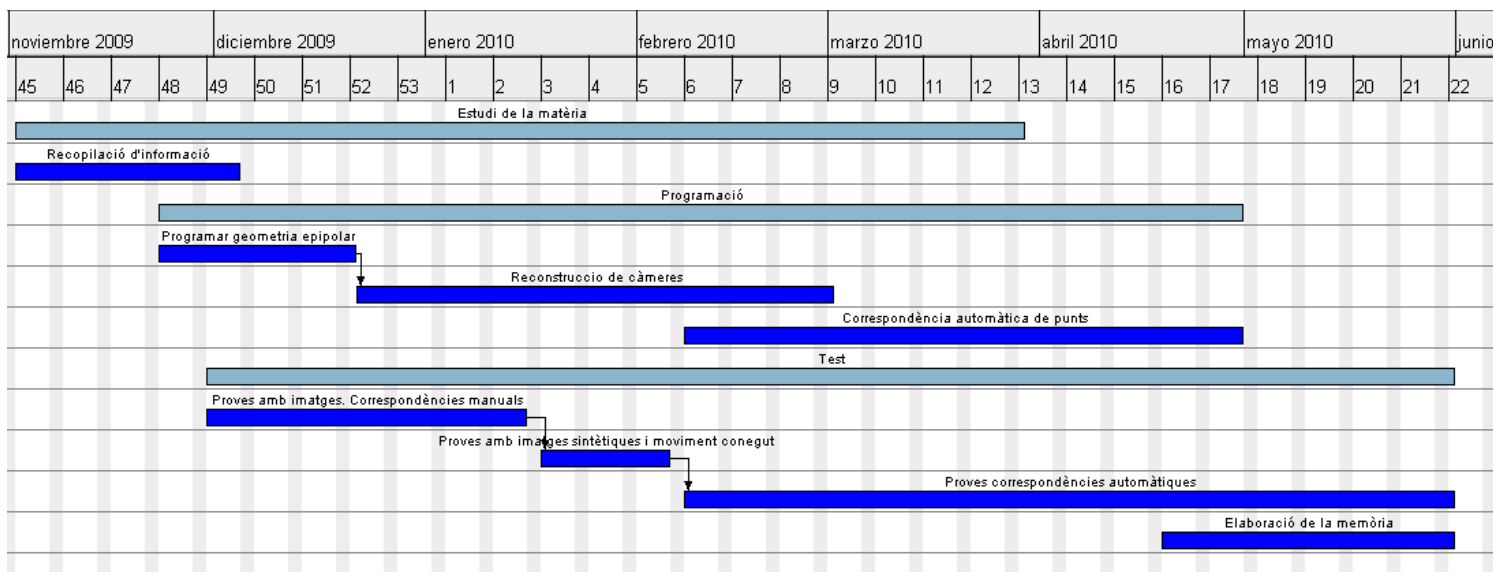 noviembre 2009 diciembre 2009 enero 2010 febrero 2010 marzo 2010 abril 2010 mayo 2010 junio
45 46 47 48 49 50 51 52 53 1 2 3 4 5 6 7 8 9 10 11 12 13 14 15 16 17 18 19 20 21 22
Estudi de la matèria
Recopilació d'informació
Programació
Programar geometria epipolar
Reconstruccio de càmeres
Correspondència automàtica de punts
Test
Proves amb imatges. Correspondències manuals
Proves amb imatges sintètiques i moviment conegut
Proves correspondències automàtiques
Elaboració de la memòria